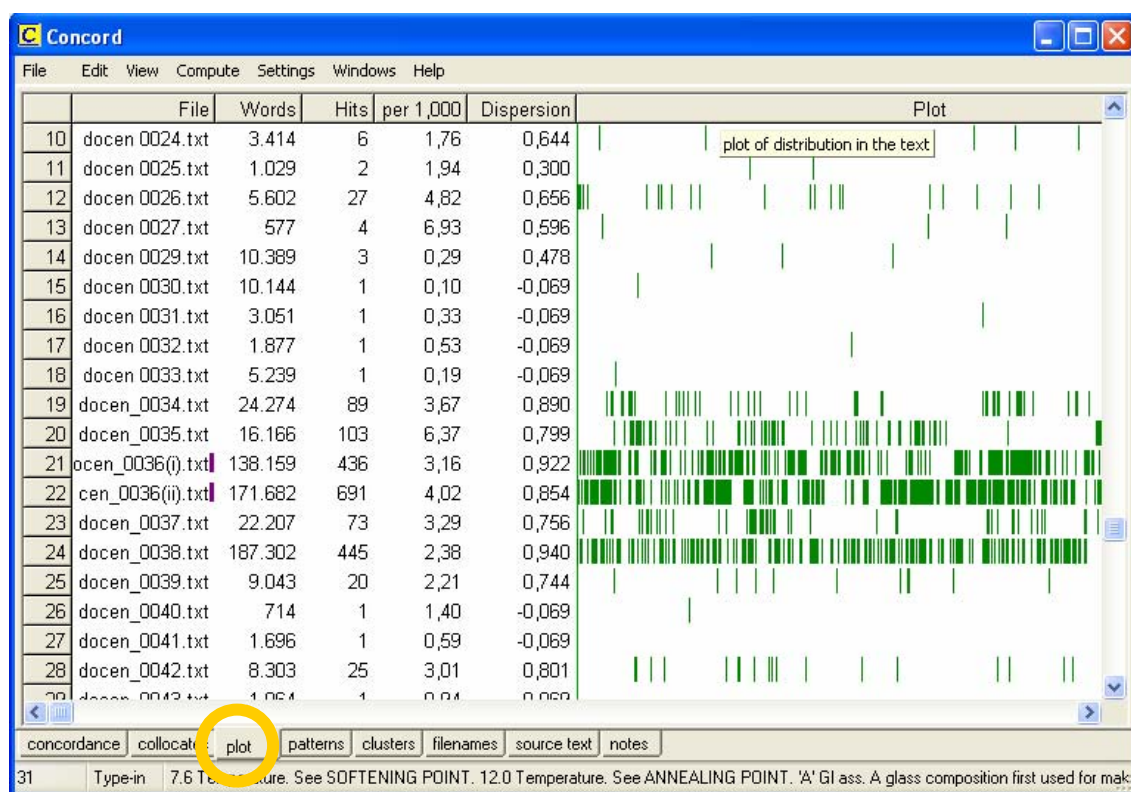 Concord
File Edit View Compute Settings Windows Help
File Words Hits per 1,000 Dispersion Plot
plot of distribution in the text
10 docen 0024.txt 3.414 6 1,76 0,644
11 docen 0025.txt 1.029 2 1,94 0,300
12 docen 0026.txt 5.602 27 4,82 0,656
13 docen 0027.txt 577 4 6,93 0,596
14 docen 0029.txt 10.389 3 0,29 0,478
15 docen 0030.txt 10.144 1 0,10 -0,069
16 docen 0031.txt 3.051 1 0,33 -0,069
17 docen 0032.txt 1.877 1 0,53 -0,069
18 docen 0033.txt 5.239 1 0,19 -0,069
19 docen_0034.txt 24.274 89 3,67 0,890
20 docen_0035.txt 16.166 103 6,37 0,799
21 ocen_0036(i).txt 138.159 436 3,16 0,922
22 cen_0036(ii).txt 171.682 691 4,02 0,854
23 docen_0037.txt 22.207 73 3,29 0,756
24 docen_0038.txt 187.302 445 2,38 0,940
25 docen_0039.txt 9.043 20 2,21 0,744
26 docen_0040.txt 714 1 1,40 -0,069
27 docen_0041.txt 1.696 1 0,59 -0,069
28 docen_0042.txt 8.303 25 3,01 0,801
concordance plot patterns clusters filenames source text notes
31 Type-in 7.6 Temperature. See SOFTENING POINT. 12.0 Temperature. See ANNEALING POINT. 'A' Gl ass. A glass composition first used for mak